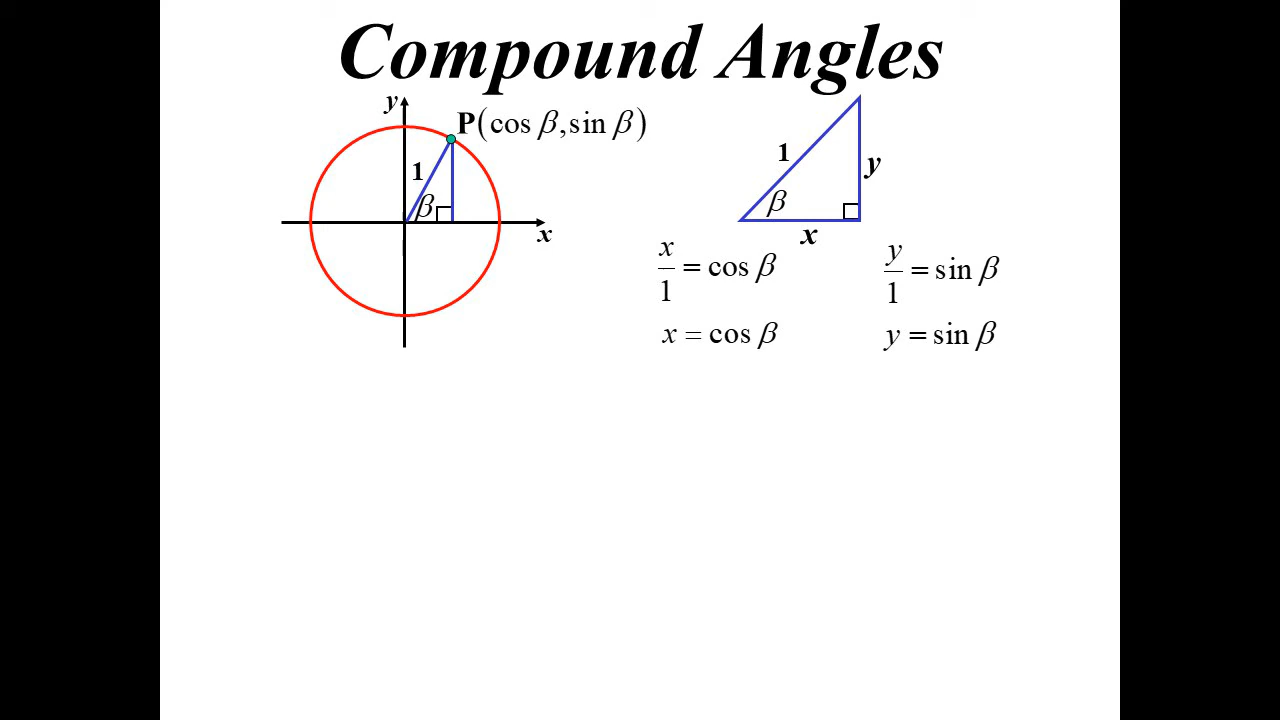 Compound Angles
y
P(cos β, sin β)
1
β
x
1
y
β
x
x/1 = cos β
y/1 = sin β
x = cos β
y = sin β